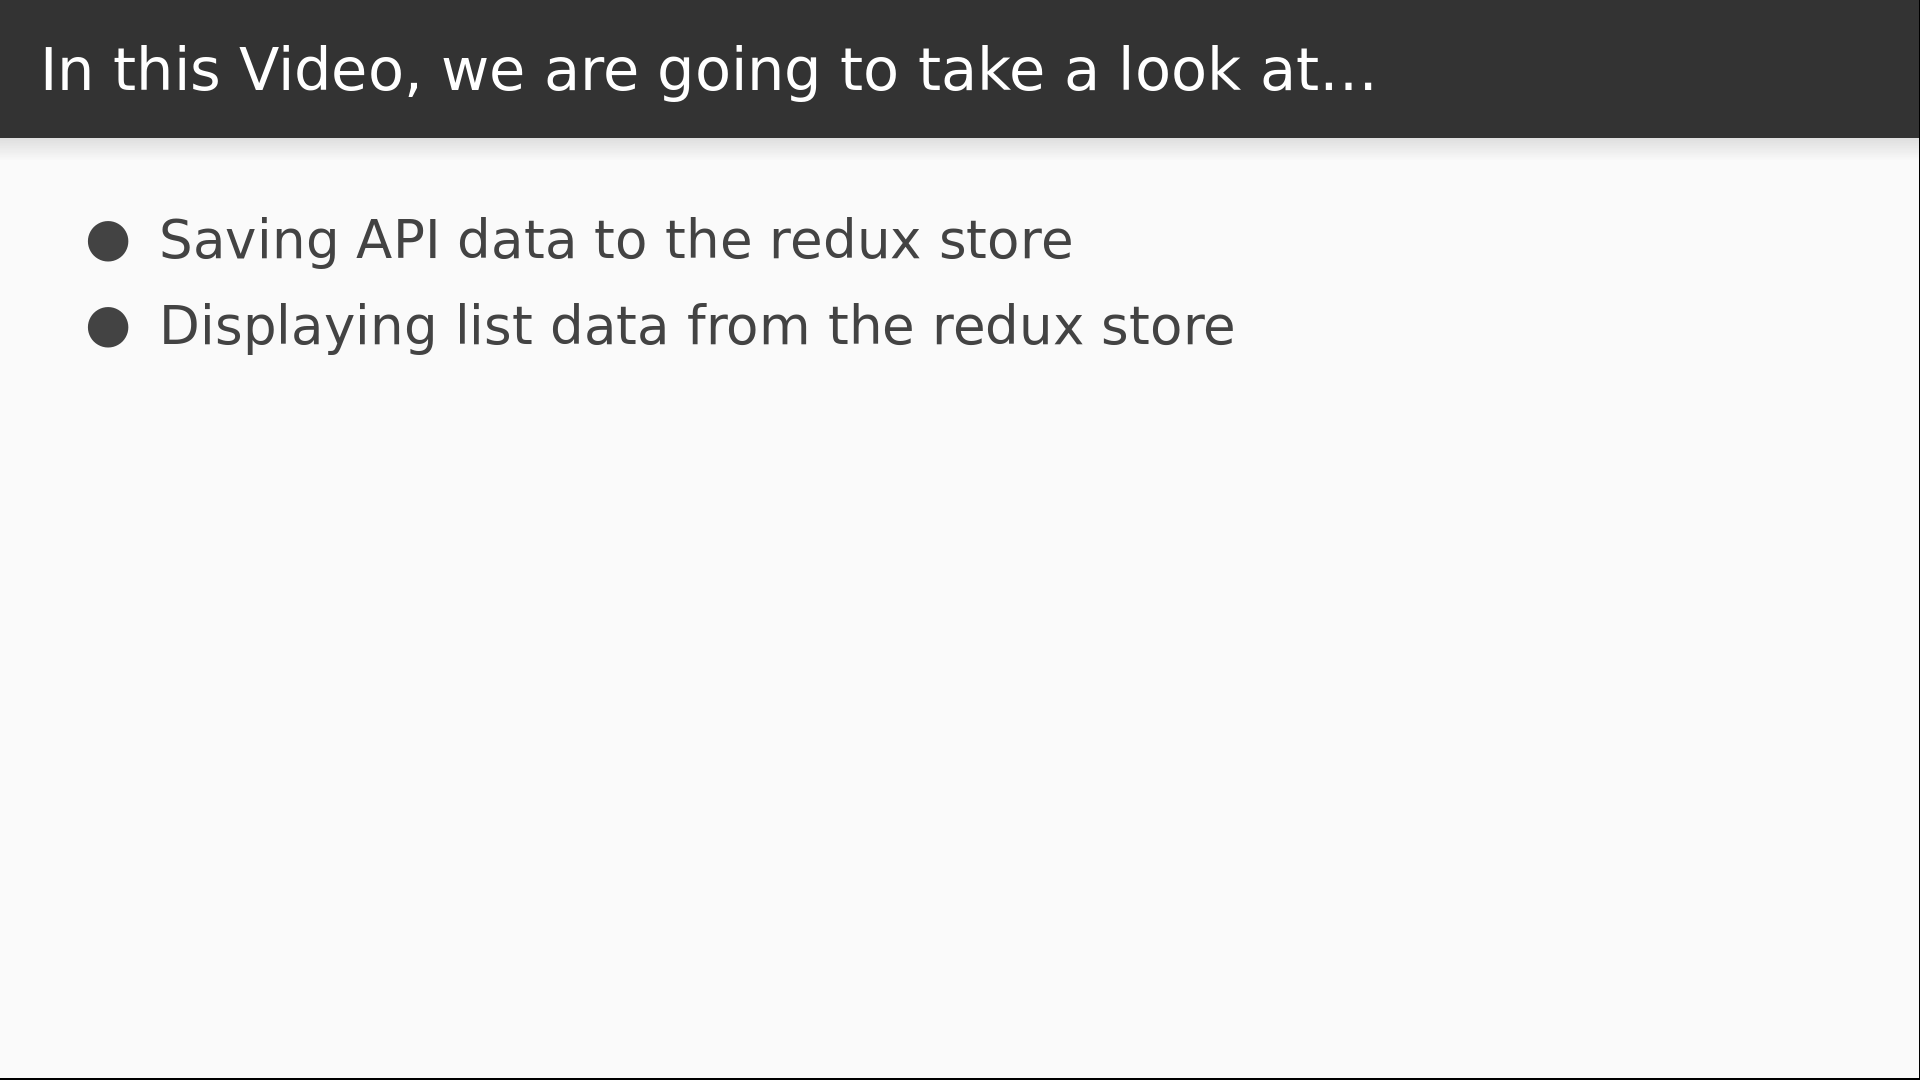 In this Video, we are going to take a look at...
● Saving API data to the redux store
● Displaying list data from the redux store